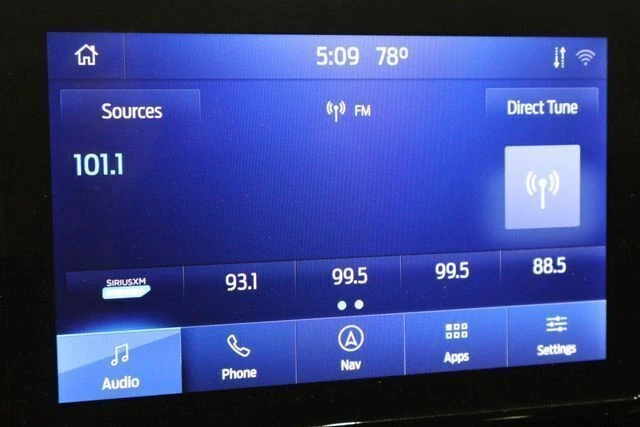 5:09 78°
Sources
FM
Direct Tune
101.1
SIRIUSXM
93.1
99.5
99.5
88.5
Audio
Phone
Nav
Apps
Settings